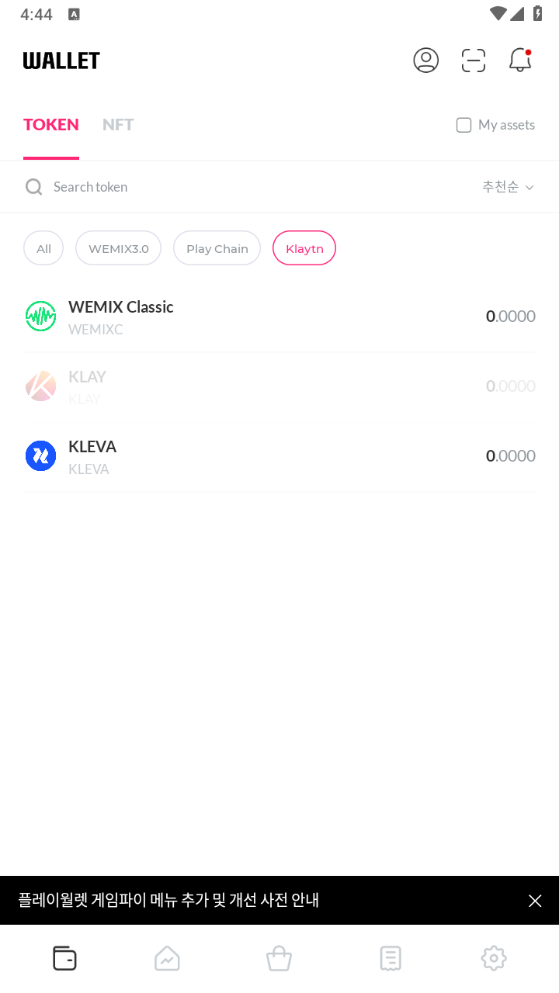 4:44 A
WALLET
TOKEN NFT My assets
Search token 추천순
All WEMIX3.0 Play Chain Klaytn
WEMIX Classic
WEMIXC
0.0000
KLAY
KLAY
0.0000
KLEVA
KLEVA
0.0000
플레이월렛 게임파이 메뉴 추가 및 개선 사전 안내